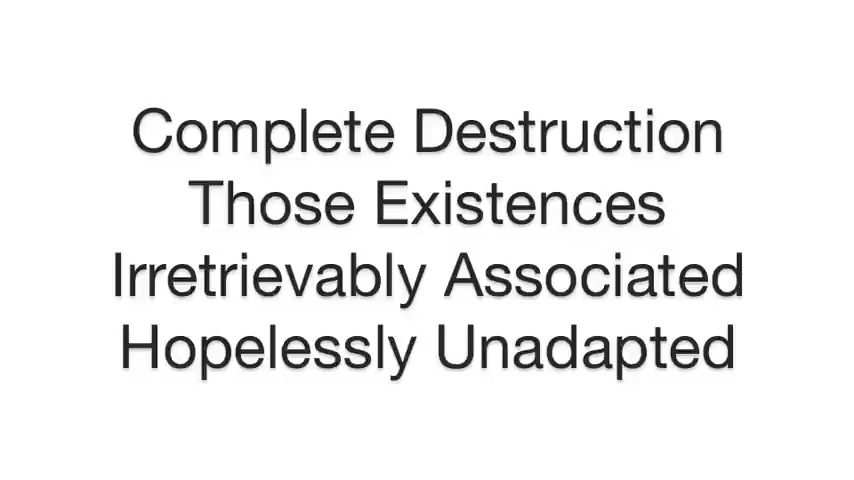 Complete Destruction
Those Existences
Irretrievably Associated
Hopelessly Unadapted